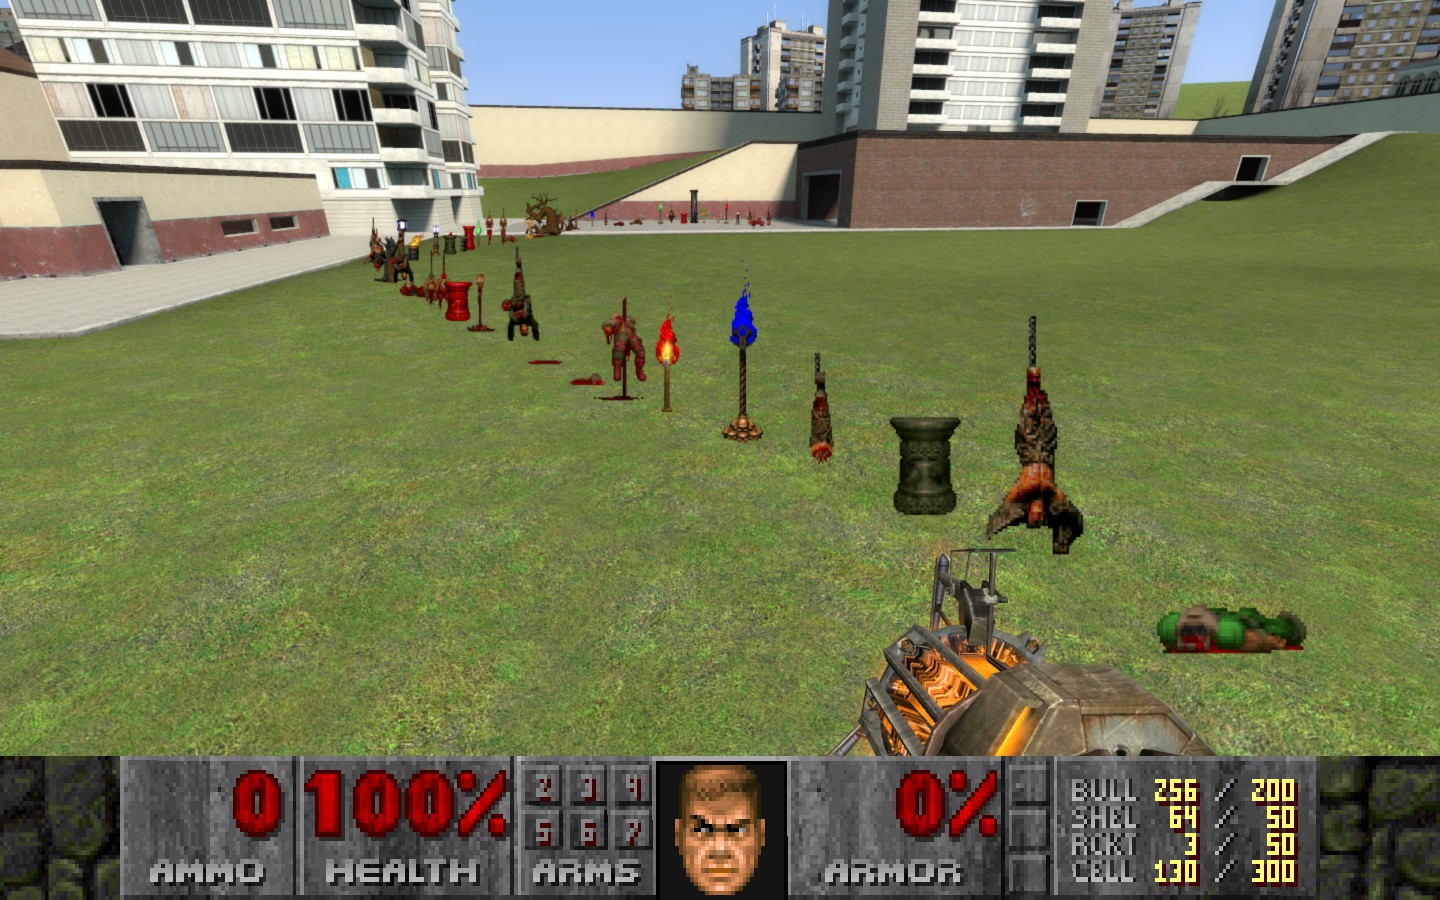 0 100% 2 3 4 0% BULL 256 / 200
5 6 7 SHEL 64 / 50
RCKT 3 / 50
AMMO HEALTH ARMS ARMOR CELL 130 / 300